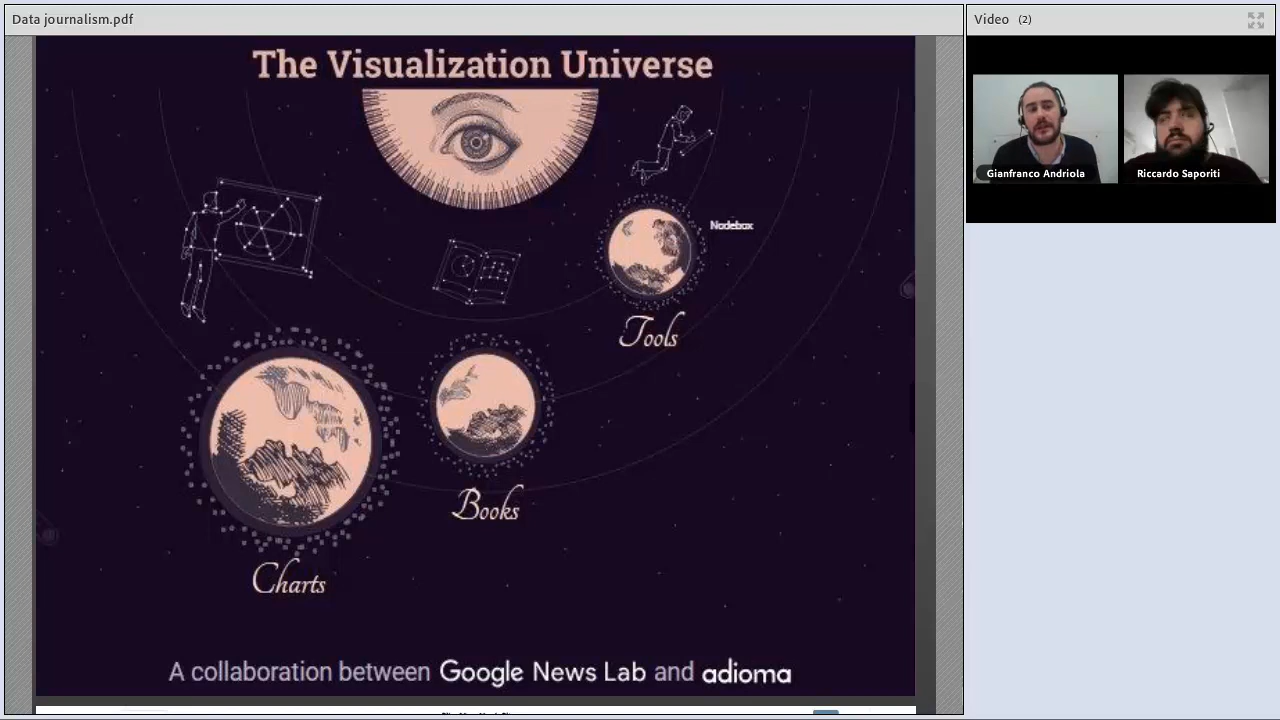 Data journalism.pdf
Video (2)
The Visualization Universe
Gianfranco Andriola
Riccardo Saporiti
Nodebox
Tools
Books
Charts
A collaboration between Google News Lab and adioma